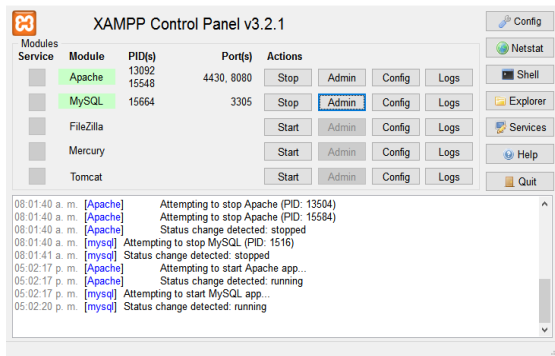 XAMPP Control Panel v3.2.1
Modules
Service Module PID(s) Port(s) Actions
Apache 13092 15548 4430, 8080 Stop Admin Config Logs
MySQL 15664 3305 Stop Admin Config Logs
FileZilla Start Admin Config Logs
Mercury Start Admin Config Logs
Tomcat Start Admin Config Logs
Config
Netstat
Shell
Explorer
Services
Help
Quit
08:01:40 a. m. [Apache] Attempting to stop Apache (PID: 13504)
08:01:40 a. m. [Apache] Attempting to stop Apache (PID: 15584)
08:01:40 a. m. [Apache] Status change detected: stopped
08:01:40 a. m. [mysql] Attempting to stop MySQL (PID: 1516)
08:01:41 a. m. [mysql] Status change detected: stopped
05:02:17 p. m. [Apache] Attempting to start Apache app...
05:02:17 p. m. [Apache] Status change detected: running
05:02:17 p. m. [mysql] Attempting to start MySQL app...
05:02:20 p. m. [mysql] Status change detected: running